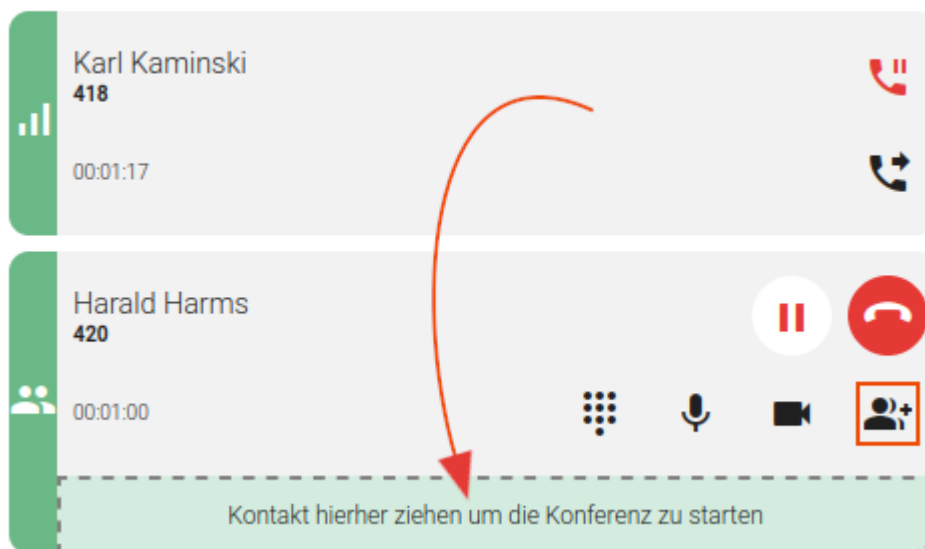 Karl Kaminski
418
00:01:17
Harald Harms
420
00:01:00
Kontakt hierher ziehen um die Konferenz zu starten